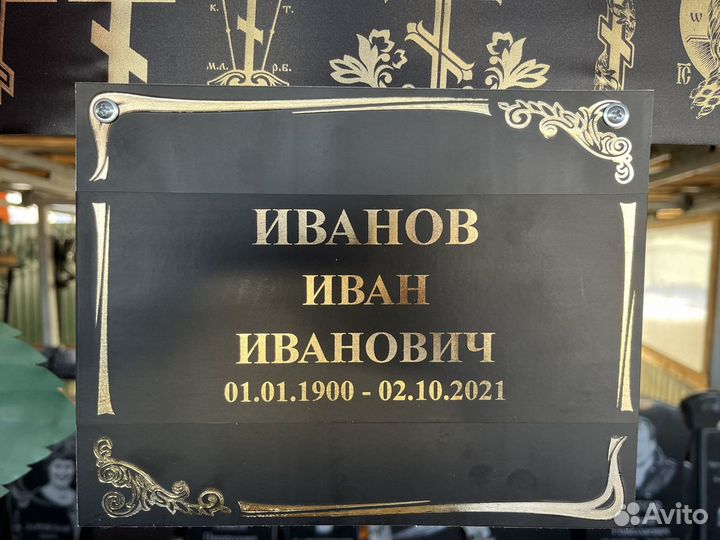 К. Т.
М.Л. Р.Б.
ИВАНОВ
ИВАН
ИВАНОВИЧ
01.01.1900 - 02.10.2021
Avito